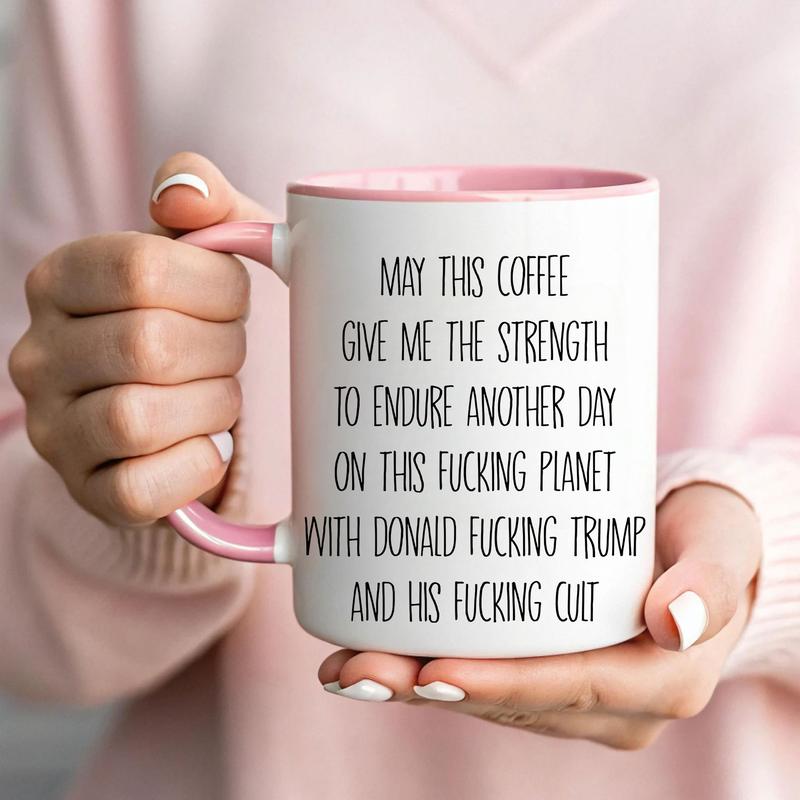 MAY THIS COFFEE
GIVE ME THE STRENGTH
TO ENDURE ANOTHER DAY
ON THIS FUCKING PLANET
WITH DONALD FUCKING TRUMP
AND HIS FUCKING CULT